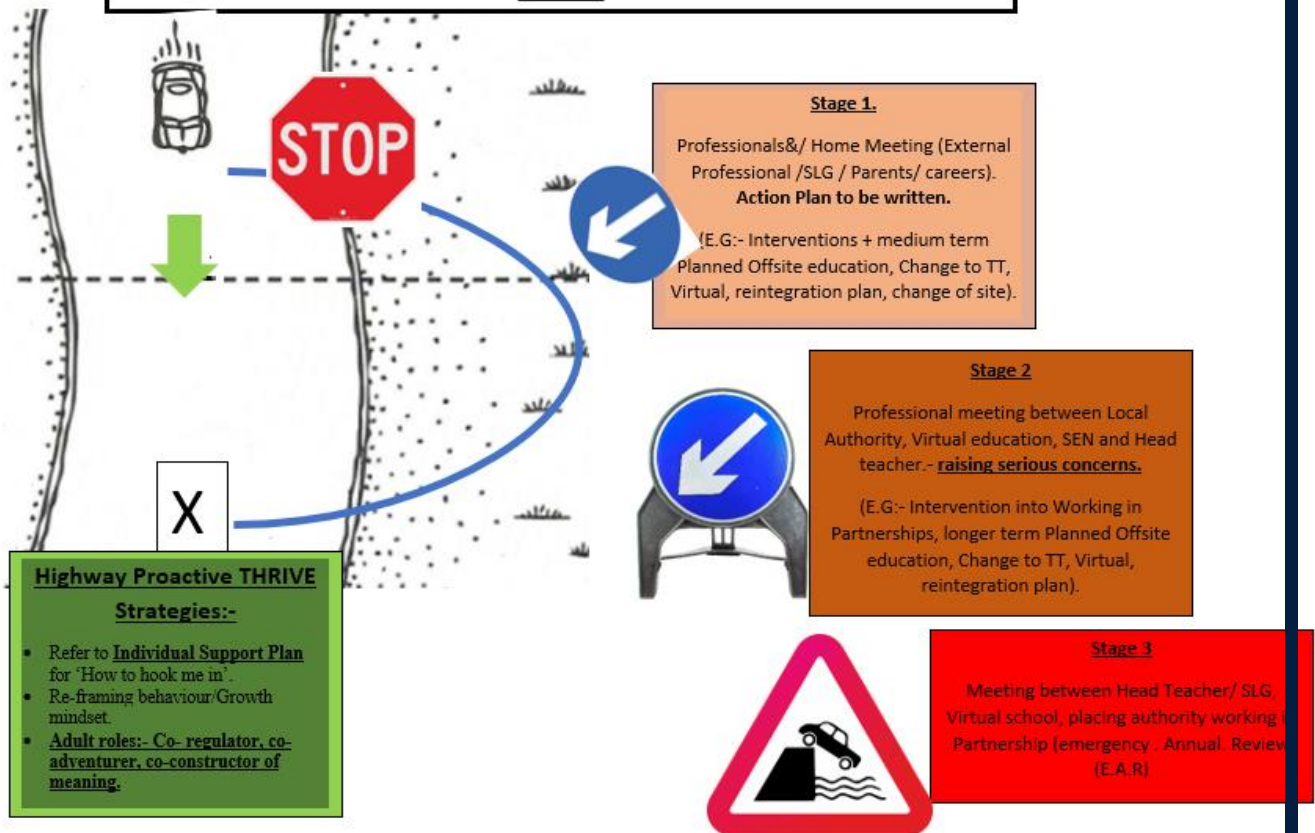 STOP
Stage 1.
Professionals&/ Home Meeting (External
Professional /SLG / Parents/ careers).
Action Plan to be written.
(E.G:- Interventions + medium term
Planned Offsite education, Change to TT,
Virtual, reintegration plan, change of site).
Stage 2
Professional meeting between Local
Authority, Virtual education, SEN and Head
teacher.- raising serious concerns.
(E.G:- Intervention into Working in
Partnerships, longer term Planned Offsite
education, Change to TT, Virtual,
reintegration plan).
X
Highway Proactive THRIVE
Strategies:-
• Refer to Individual Support Plan
for ‘How to hook me in’.
• Re-framing behaviour/Growth
mindset.
• Adult roles:- Co- regulator, co-
adventurer, co-constructor of
meaning.
Stage 3
Meeting between Head Teacher/ SLG,
Virtual school, placing authority working
Partnership (emergency . Annual. Review
(E.A.R)